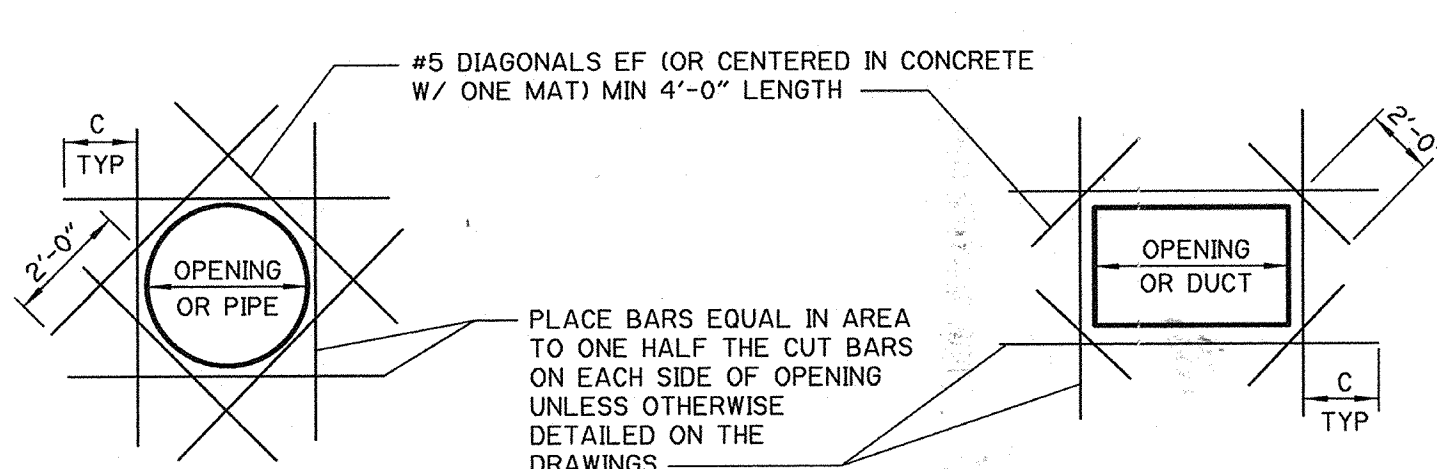 #5 DIAGONALS EF (OR CENTERED IN CONCRETE
W/ ONE MAT) MIN 4'-0" LENGTH
C
TYP
2'-0"
OPENING
OR PIPE
2'-0
OPENING
OR DUCT
C
TYP
PLACE BARS EQUAL IN AREA
TO ONE HALF THE CUT BARS
ON EACH SIDE OF OPENING
UNLESS OTHERWISE
DETAILED ON THE
DRAWINGS